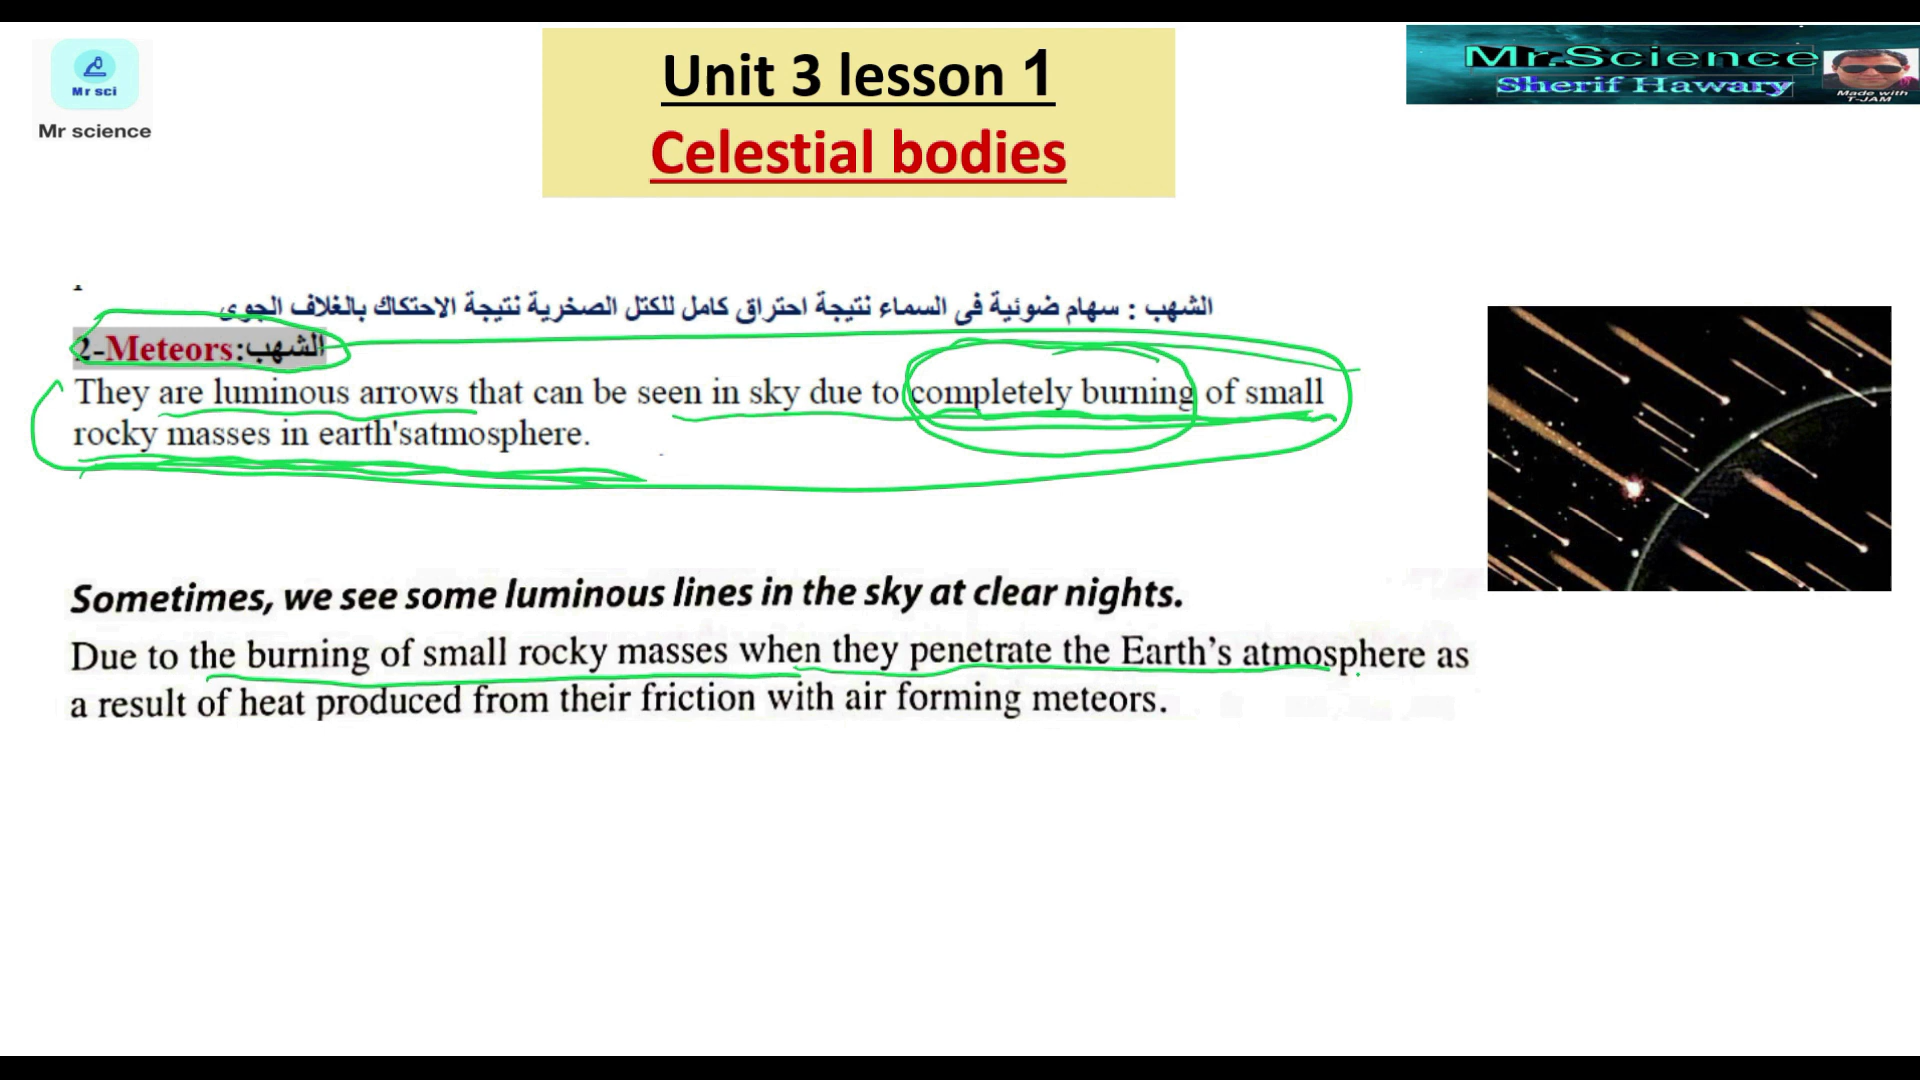 Mr sci
Mr science
Unit 3 lesson 1
Celestial bodies
Mr.Science
Sherif Hawary
Made with
T-JAM
الشهب : سهام ضوئية فى السماء نتيجة احتراق كامل للكتل الصخرية نتيجة الاحتكاك بالغلاف الجوى
2-Meteors:الشهب
They are luminous arrows that can be seen in sky due to completely burning of small
rocky masses in earth'satmosphere.
Sometimes, we see some luminous lines in the sky at clear nights.
Due to the burning of small rocky masses when they penetrate the Earth's atmosphere as
a result of heat produced from their friction with air forming meteors.